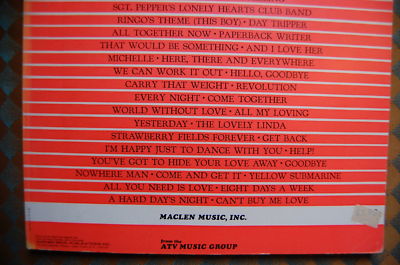 SGT. PEPPER'S LONELY HEARTS CLUB BAND
RINGO'S THEME (THIS BOY) • DAY TRIPPER
ALL TOGETHER NOW • PAPERBACK WRITER
THAT WOULD BE SOMETHING • AND I LOVE HER
MICHELLE • HERE, THERE AND EVERYWHERE
WE CAN WORK IT OUT • HELLO, GOODBYE
CARRY THAT WEIGHT • REVOLUTION
EVERY NIGHT • COME TOGETHER
WORLD WITHOUT LOVE • ALL MY LOVING
YESTERDAY • THE LOVELY LINDA
STRAWBERRY FIELDS FOREVER • GET BACK
I'M HAPPY JUST TO DANCE WITH YOU • HELP!
YOU'VE GOT TO HIDE YOUR LOVE AWAY • GOODBYE
NOWHERE MAN • COME AND GET IT • YELLOW SUBMARINE
ALL YOU NEED IS LOVE • EIGHT DAYS A WEEK
A HARD DAY'S NIGHT • CAN'T BUY ME LOVE
MACLEN MUSIC, INC.
from the
ATV MUSIC GROUP